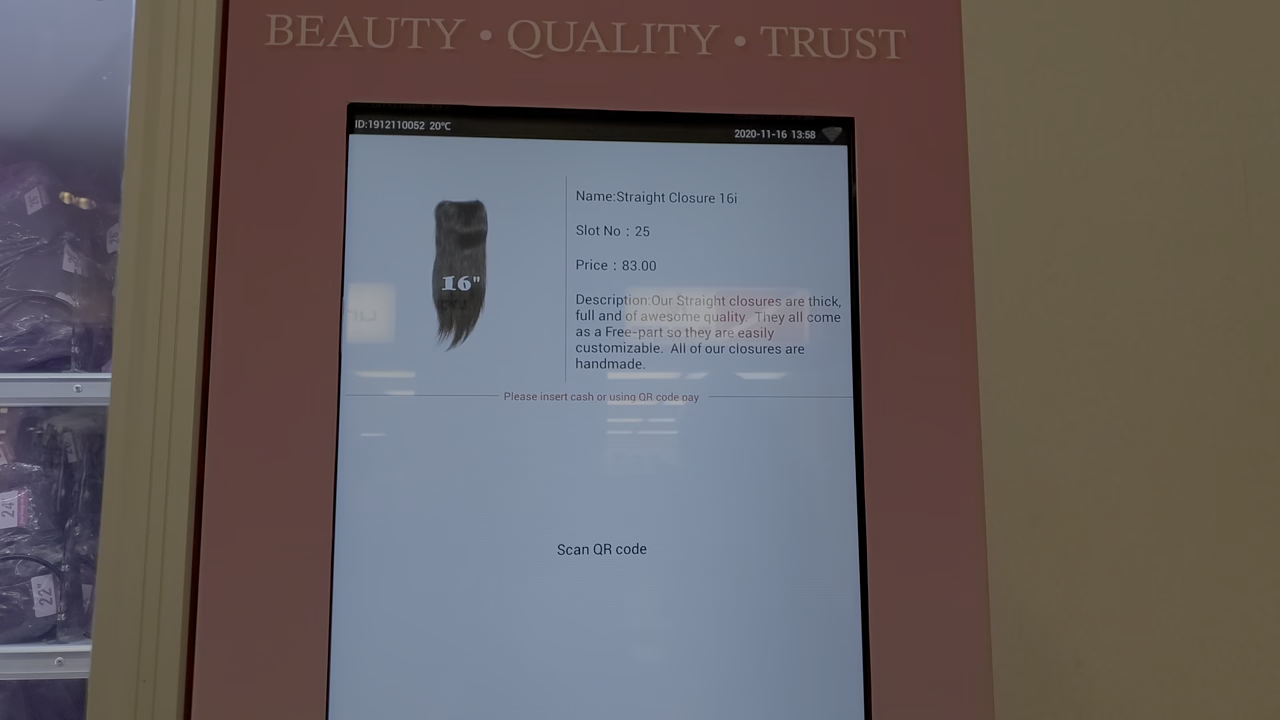 BEAUTY • QUALITY • TRUST
ID:1912110052 20℃
2020-11-16 13:58
Name:Straight Closure 16i
Slot No : 25
Price : 83.00
16"
Description:Our Straight closures are thick,
full and of awesome quality. They all come
as a Free-part so they are easily
customizable. All of our closures are
handmade.
Please insert cash or using QR code pay
Scan QR code
24"
22"